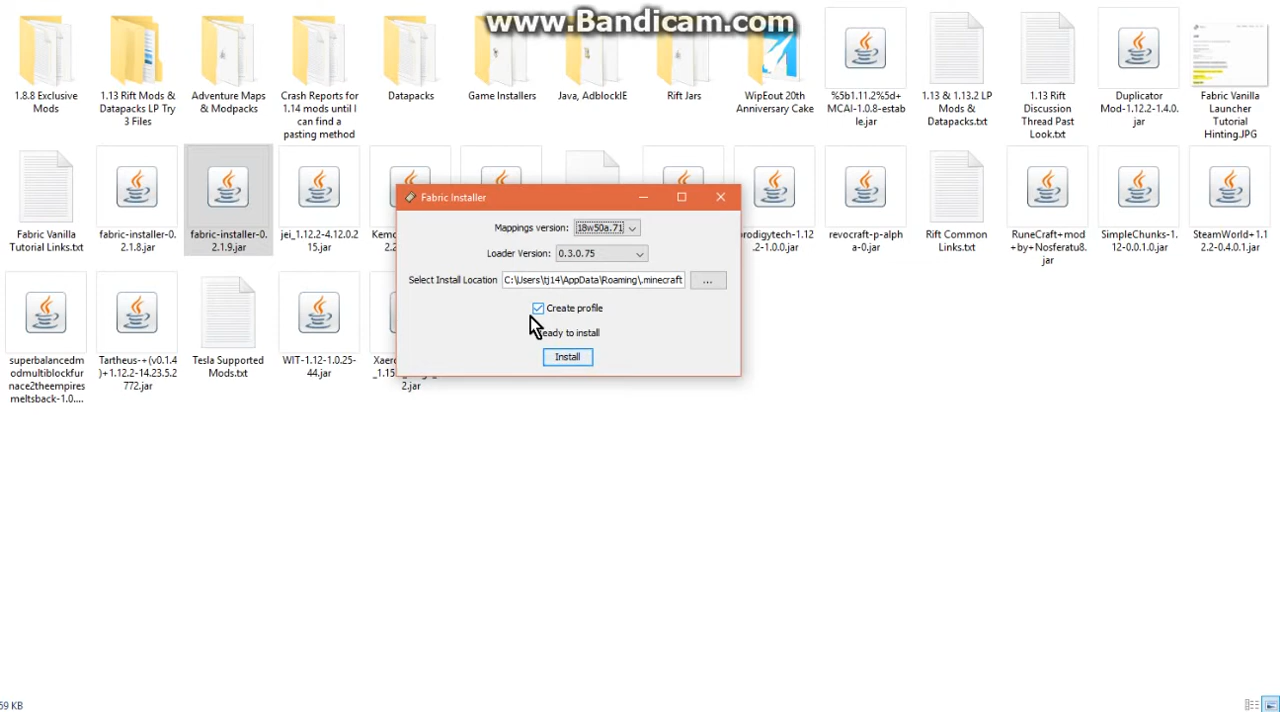 www.Bandicam.com
1.8.8 Exclusive
Mods
1.13 Rift Mods &
Datapacks LP Try
3 Files
Adventure Maps
& Modpacks
Crash Reports for
1.14 mods until I
can find a
pasting method
Datapacks
Game Installers
Java, AdblockIE
Rift Jars
WipEout 20th
Anniversary Cake
%5b1.11.2%5d+
MCAI-1.0.8-estab
le.jar
1.13 & 1.13.2 LP
Mods &
Datapacks.txt
1.13 Rift
Discussion
Thread Past
Look.txt
Duplicator
Mod-1.12.2-1.4.0.
jar
Fabric Vanilla
Launcher
Tutorial
Hinting.JPG
Fabric Vanilla
Tutorial Links.txt
fabric-installer-0.
2.1.8.jar
fabric-installer-0.
2.1.9.jar
jei_1.12.2-4.12.0.2
15.jar
Kemo
2.2
prodigytech-1.12
.2-1.0.0.jar
revocraft-p-alph
a-0.jar
Rift Common
Links.txt
RuneCraft+mod
+by+Nosferatu8.
jar
SimpleChunks-1.
12-0.0.1.0.jar
SteamWorld+1.1
2.2-0.4.0.1.jar
Fabric Installer
Mappings version:
18w50a.71
Loader Version:
0.3.0.75
Select Install Location
C:\Users\tj14\AppData\Roaming\.minecraft
...
Create profile
eady to install
Install
superbalancedm
odmultiblockfur
nace2theempires
meltsback-1.0....
Tartheus-+(v0.1.4
)+1.12.2-14.23.5.2
772.jar
Tesla Supported
Mods.txt
WIT-1.12-1.0.25-
44.jar
Xaero
2.jar
59 KB